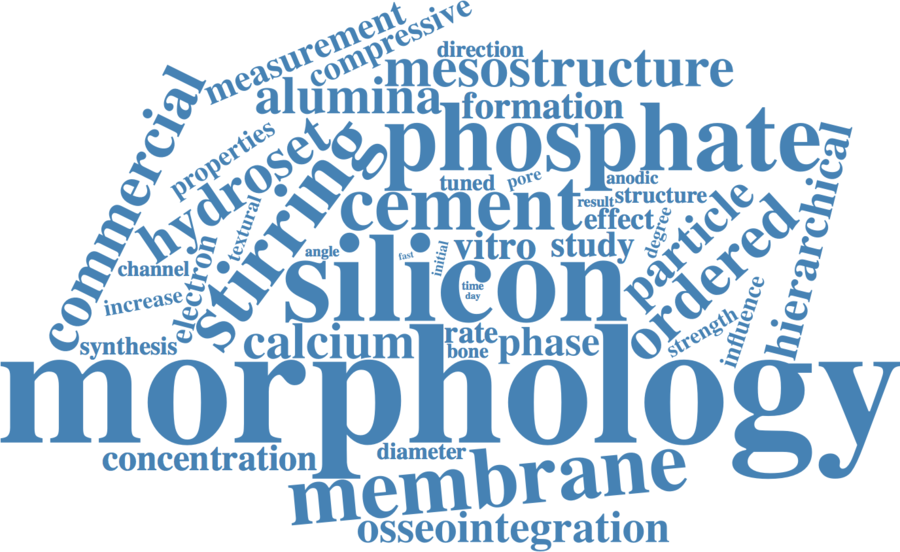 measurement
compressive
direction
mesostructure
alumina
formation
commercial
properties
hydroset
stirring
phosphate
hierarchical
tuned
pore
anodic
cement
result
structure
textural
effect
degree
particle
ordered
electron
channel
angle
fast
initial
vitro
study
silicon
time
day
increase
strength
influence
synthesis
calcium
rate
bone
phase
morphology
concentration
diameter
membrane
osseointegration